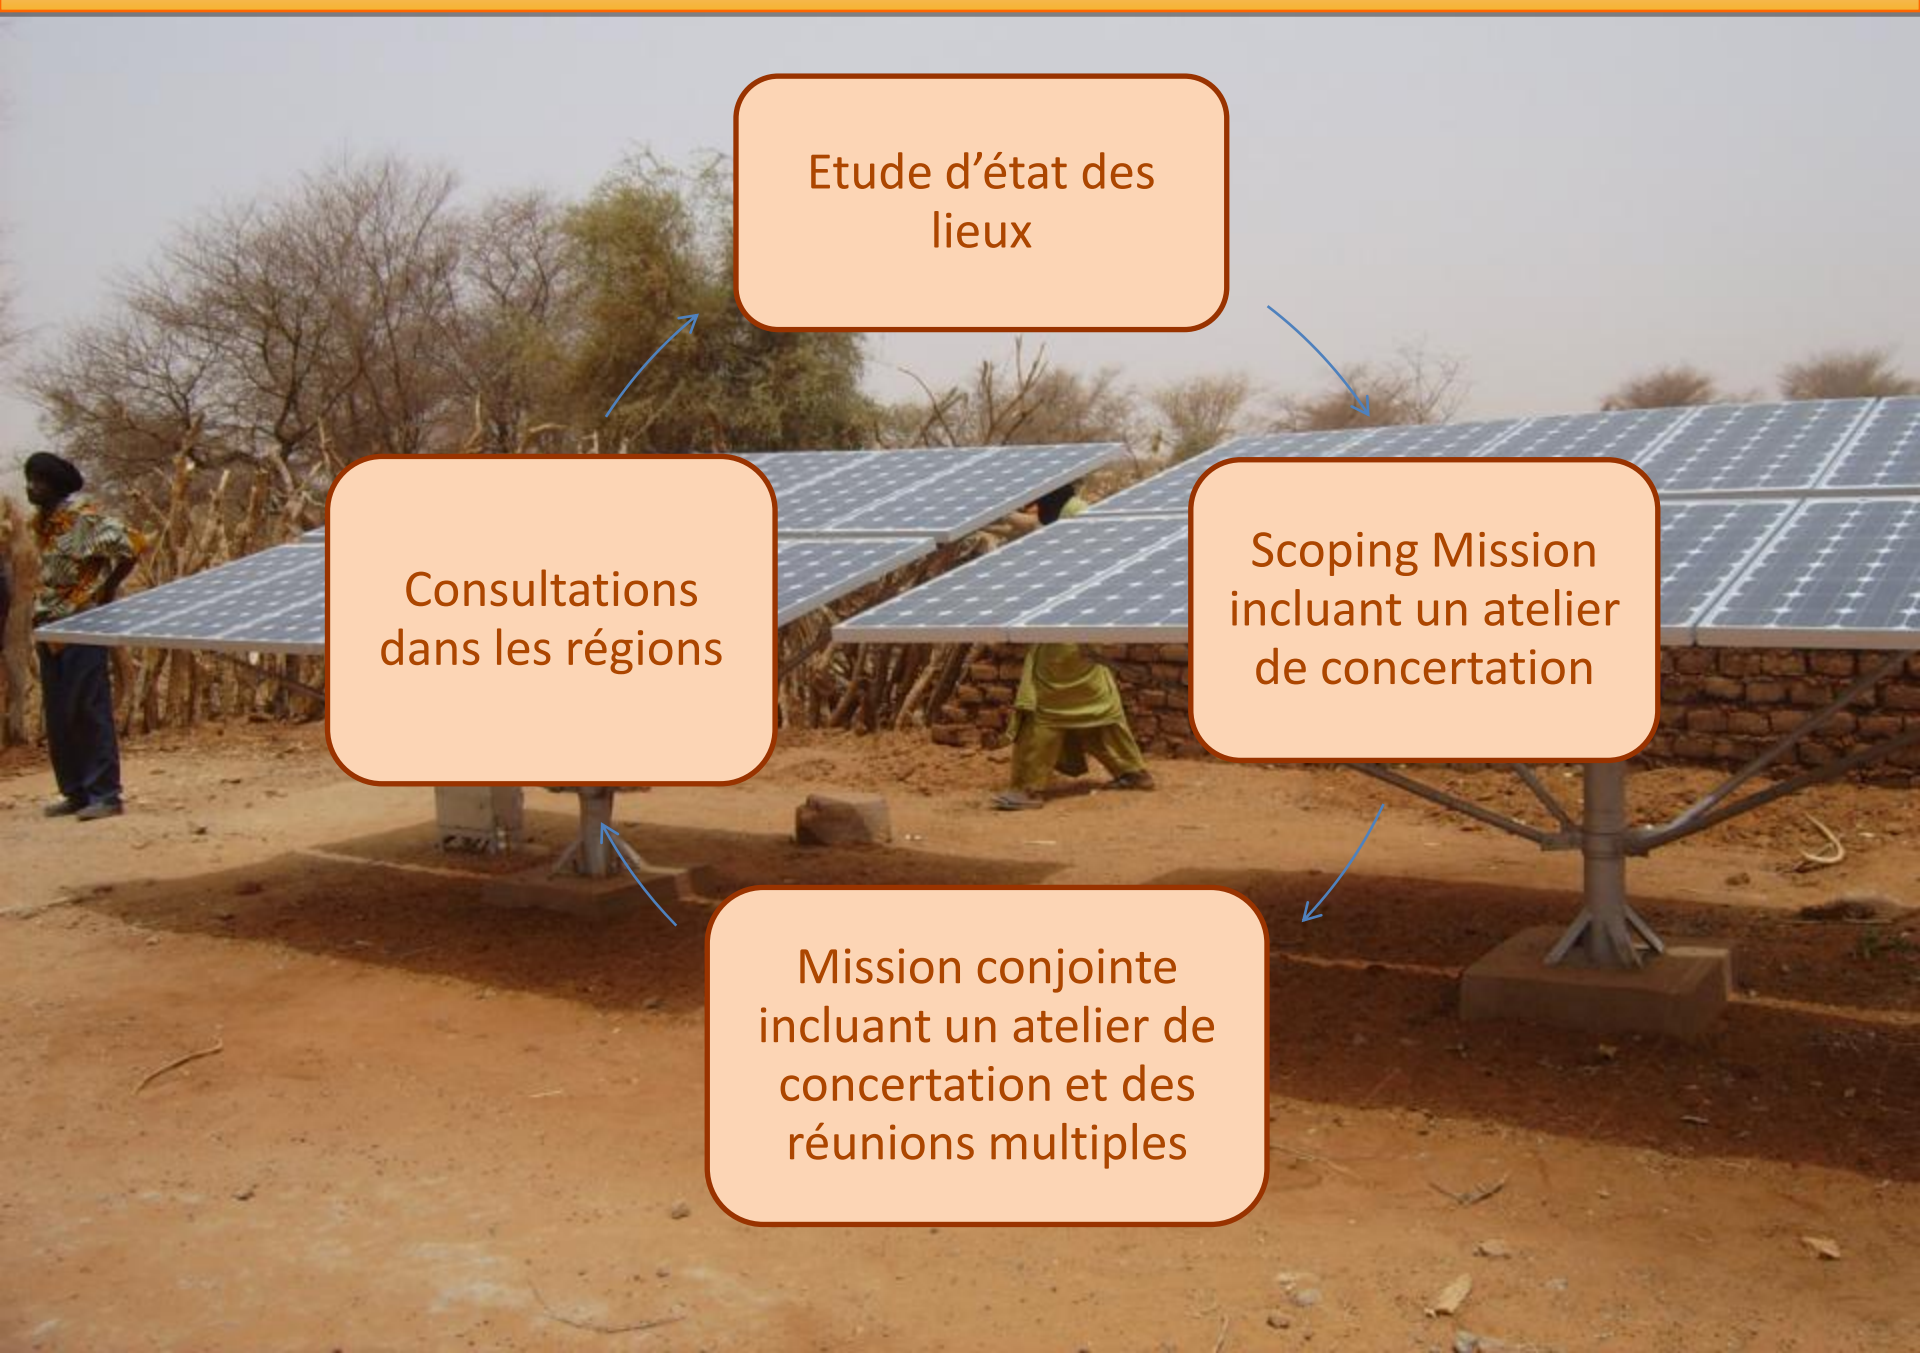 Etude d’état des
lieux
Scoping Mission
incluant un atelier
de concertation
Mission conjointe
incluant un atelier de
concertation et des
réunions multiples
Consultations
dans les régions